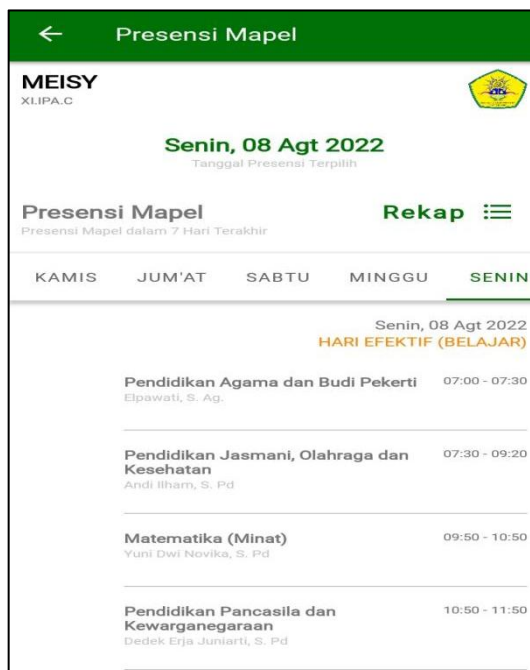 Presensi Mapel
MEISY
XI.IPA.C
Senin, 08 Agt 2022
Tanggal Presensi Terpilih
Presensi Mapel
Rekap
Presensi Mapel dalam 7 Hari Terakhir
KAMIS JUM'AT SABTU MINGGU SENIN
Senin, 08 Agt 2022
HARI EFEKTIF (BELAJAR)
Pendidikan Agama dan Budi Pekerti 07:00 - 07:30
Elpawati, S. Ag.
Pendidikan Jasmani, Olahraga dan 07:30 - 09:20
Kesehatan
Andi Ilham, S. Pd
Matematika (Minat) 09:50 - 10:50
Yuni Dwi Novika, S. Pd
Pendidikan Pancasila dan 10:50 - 11:50
Kewarganegaraan
Dedek Erja Juniarti, S. Pd